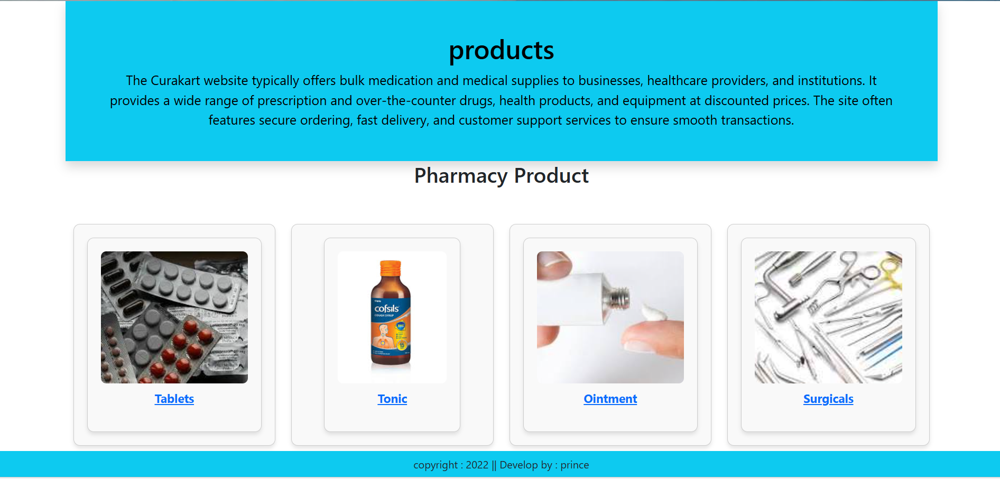 products
The Curakart website typically offers bulk medication and medical supplies to businesses, healthcare providers, and institutions. It
provides a wide range of prescription and over-the-counter drugs, health products, and equipment at discounted prices. The site often
features secure ordering, fast delivery, and customer support services to ensure smooth transactions.
Pharmacy Product
Cipla
cofsils
COUGH SYRUP
15
Tablets
Tonic
Ointment
Surgicals
copyright : 2022 || Develop by : prince